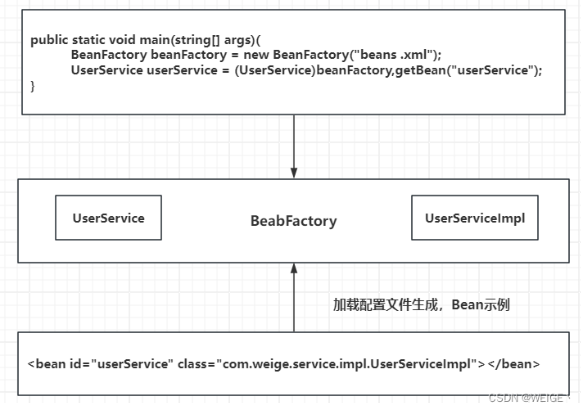 public static void main(string[] args)(
BeanFactory beanFactory = new BeanFactory("beans .xml");
UserService userService = (UserService)beanFactory,getBean("userService");
}
UserService
BeabFactory
UserServiceImpl
加载配置文件生成，Bean示例
<bean id="userService" class="com.weige.service.impl.UserServiceImpl"></bean>
CSDN @WEIGE